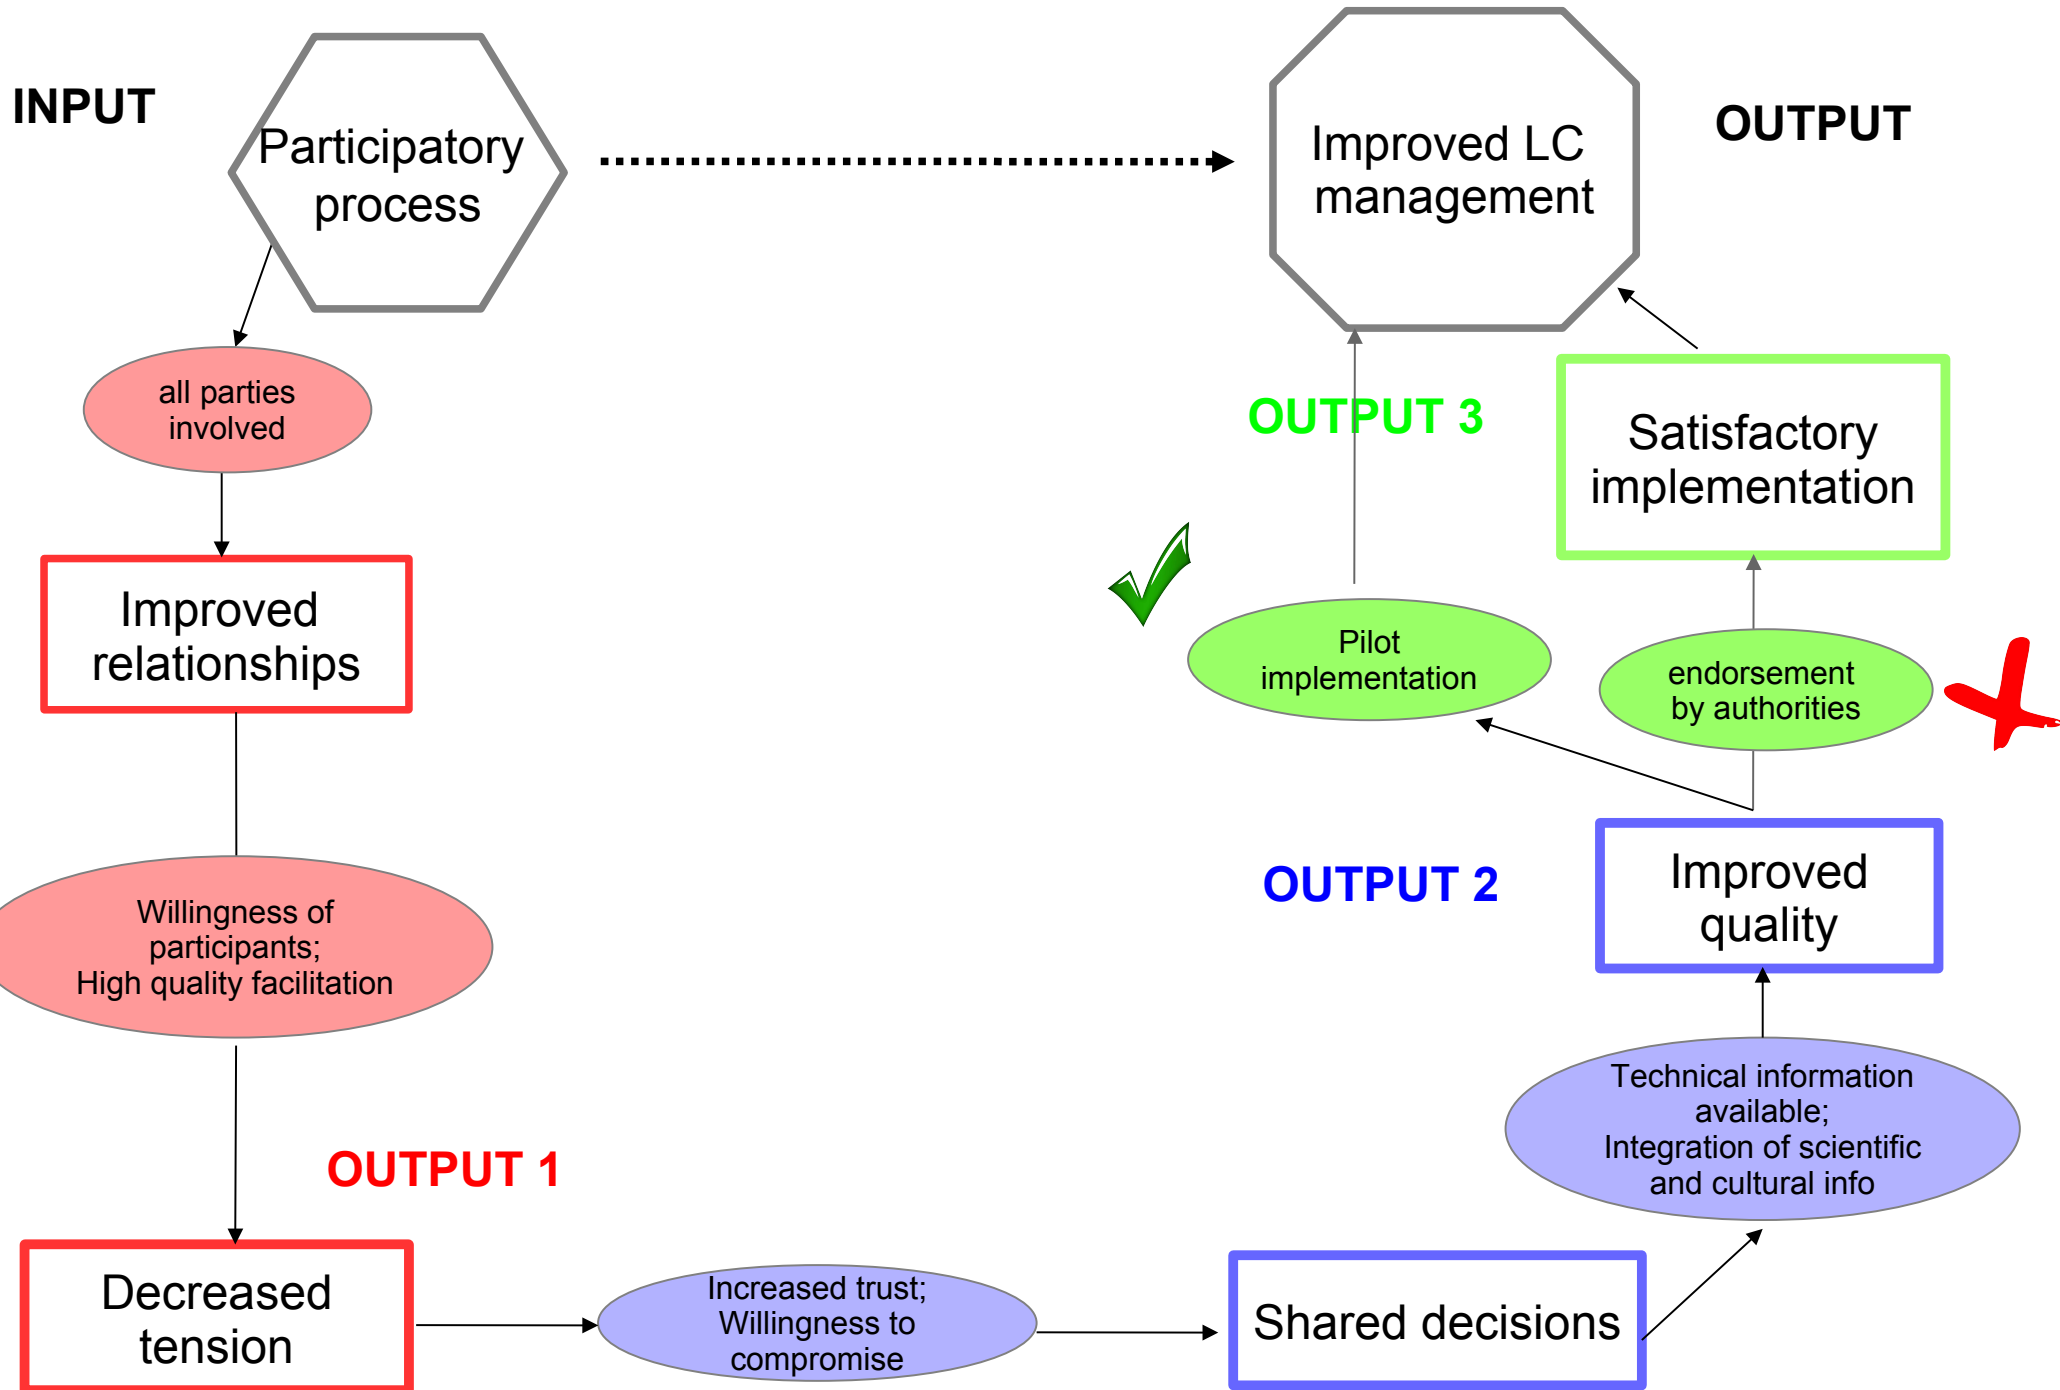 INPUT
Participatory
process
Improved LC
management
OUTPUT
all parties
involved
OUTPUT 3
Satisfactory
implementation
Improved
relationships
Pilot
implementation
endorsement
by authorities
Willingness of
participants;
High quality facilitation
OUTPUT 2
Improved
quality
Technical information
available;
Integration of scientific
and cultural info
OUTPUT 1
Decreased
tension
Increased trust;
Willingness to
compromise
Shared decisions